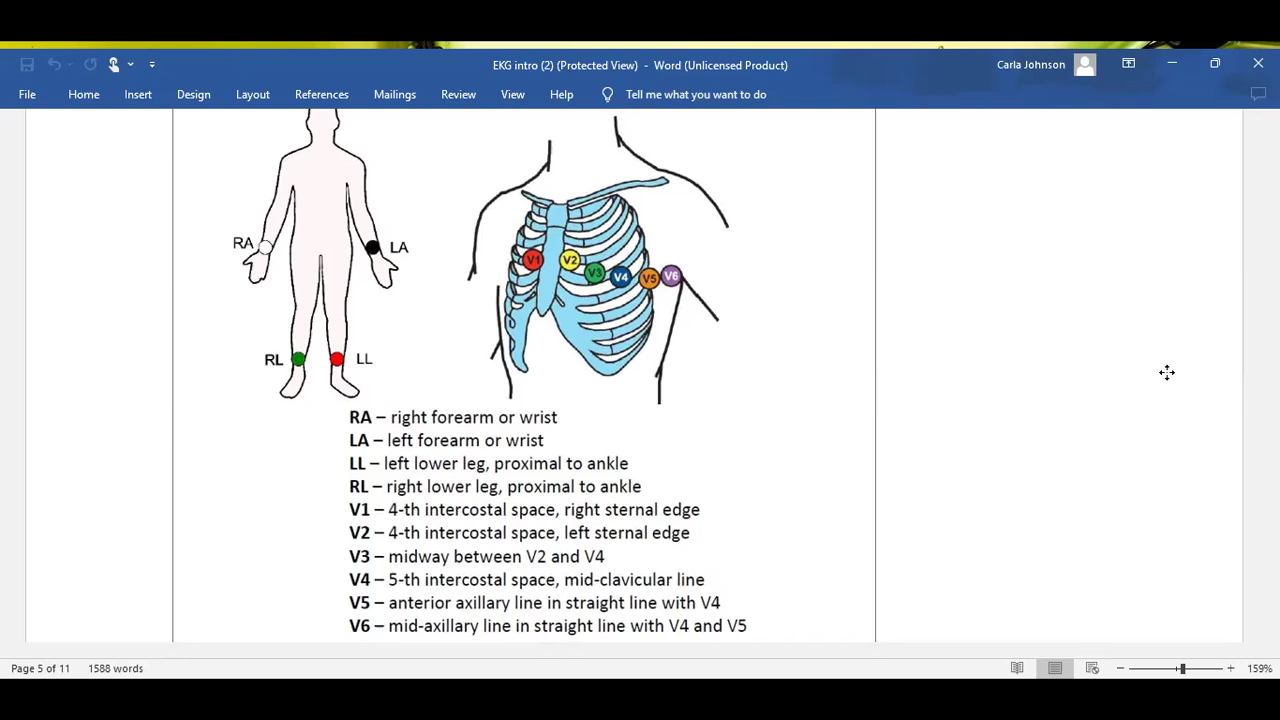 EKG intro (2) (Protected View) - Word (Unlicensed Product)
Carla Johnson
File Home Insert Design Layout References Mailings Review View Help Tell me what you want to do
RA LA
V1 V2 V3 V4 V5 V6
RL LL
RA – right forearm or wrist
LA – left forearm or wrist
LL – left lower leg, proximal to ankle
RL – right lower leg, proximal to ankle
V1 – 4-th intercostal space, right sternal edge
V2 – 4-th intercostal space, left sternal edge
V3 – midway between V2 and V4
V4 – 5-th intercostal space, mid-clavicular line
V5 – anterior axillary line in straight line with V4
V6 – mid-axillary line in straight line with V4 and V5
Page 5 of 11 1588 words 159%